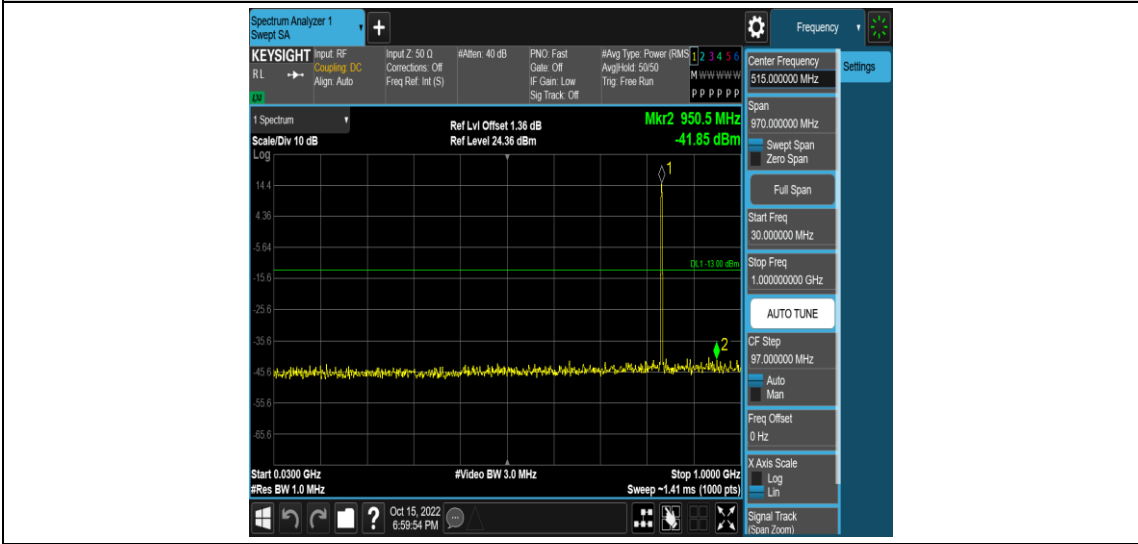 Spectrum Analyzer 1
Swept SA
+
Frequency
KEYSIGHT
RL
Input: RF
Coupling: DC
Align: Auto
Input Z: 50 Ω
Corrections: Off
Freq Ref: Int (S)
#Atten: 40 dB
PNO: Fast
Gate: Off
IF Gain: Low
Sig Track: Off
#Avg Type: Power (RMS
Avg|Hold: 50/50
Trig: Free Run
1 2 3 4 5 6
M W W W W W
P P P P P P
1 Spectrum
Scale/Div 10 dB
Log
Ref Lvl Offset 1.36 dB
Ref Level 24.36 dBm
Mkr2 950.5 MHz
-41.85 dBm
1
14.4
4.36
-5.64
DL1 -13.00 dBm
-15.6
-25.6
-35.6
2
-45.6
-55.6
-65.6
Start 0.0300 GHz
#Res BW 1.0 MHz
#Video BW 3.0 MHz
Stop 1.0000 GHz
Sweep ~1.41 ms (1000 pts)
?
Oct 15, 2022
6:59:54 PM
Center Frequency
515.000000 MHz
Settings
Span
970.000000 MHz
Swept Span
Zero Span
Full Span
Start Freq
30.000000 MHz
Stop Freq
1.000000000 GHz
AUTO TUNE
CF Step
97.000000 MHz
Auto
Man
Freq Offset
0 Hz
X Axis Scale
Log
Lin
Signal Track
(Span Zoom)